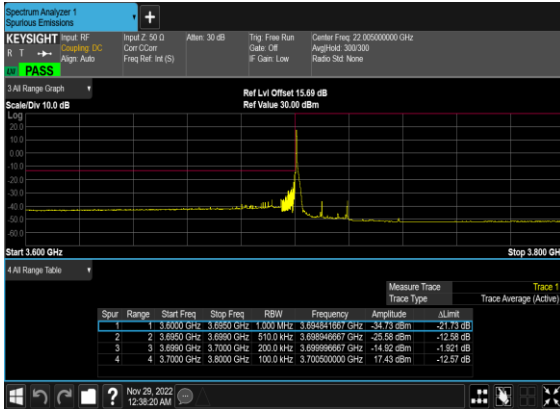 Spectrum Analyzer 1
Spurious Emissions
+
KEYSIGHT
R T
Input: RF
Coupling: DC
Align: Auto
Input Z: 50 Ω
Corr CCorr
Freq Ref: Int (S)
Atten: 30 dB
Trig: Free Run
Gate: Off
IF Gain: Low
Center Freq: 22.005000000 GHz
Avg|Hold: 300/300
Radio Std: None
PASS
3 All Range Graph
Scale/Div 10.0 dB
Ref Lvl Offset 15.69 dB
Ref Value 30.00 dBm
Log
20.0
10.0
0.00
-10.0
-20.0
-30.0
-40.0
-50.0
-60.0
Start 3.600 GHz
Stop 3.800 GH
4 All Range Table
Measure Trace Trace 1
Trace Type Trace Average (Active)
Spur Range Start Freq Stop Freq RBW Frequency Amplitude ΔLimit
1 1 3.6000 GHz 3.6950 GHz 1.000 MHz 3.694841667 GHz -34.73 dBm -21.73 dB
2 2 3.6950 GHz 3.6990 GHz 510.0 kHz 3.698946667 GHz -25.58 dBm -12.58 dB
3 3 3.6990 GHz 3.7000 GHz 200.0 kHz 3.699996667 GHz -14.92 dBm -1.921 dB
4 4 3.7000 GHz 3.8000 GHz 100.0 kHz 3.700500000 GHz 17.43 dBm -12.57 dB
?
Nov 29, 2022
12:38:20 AM